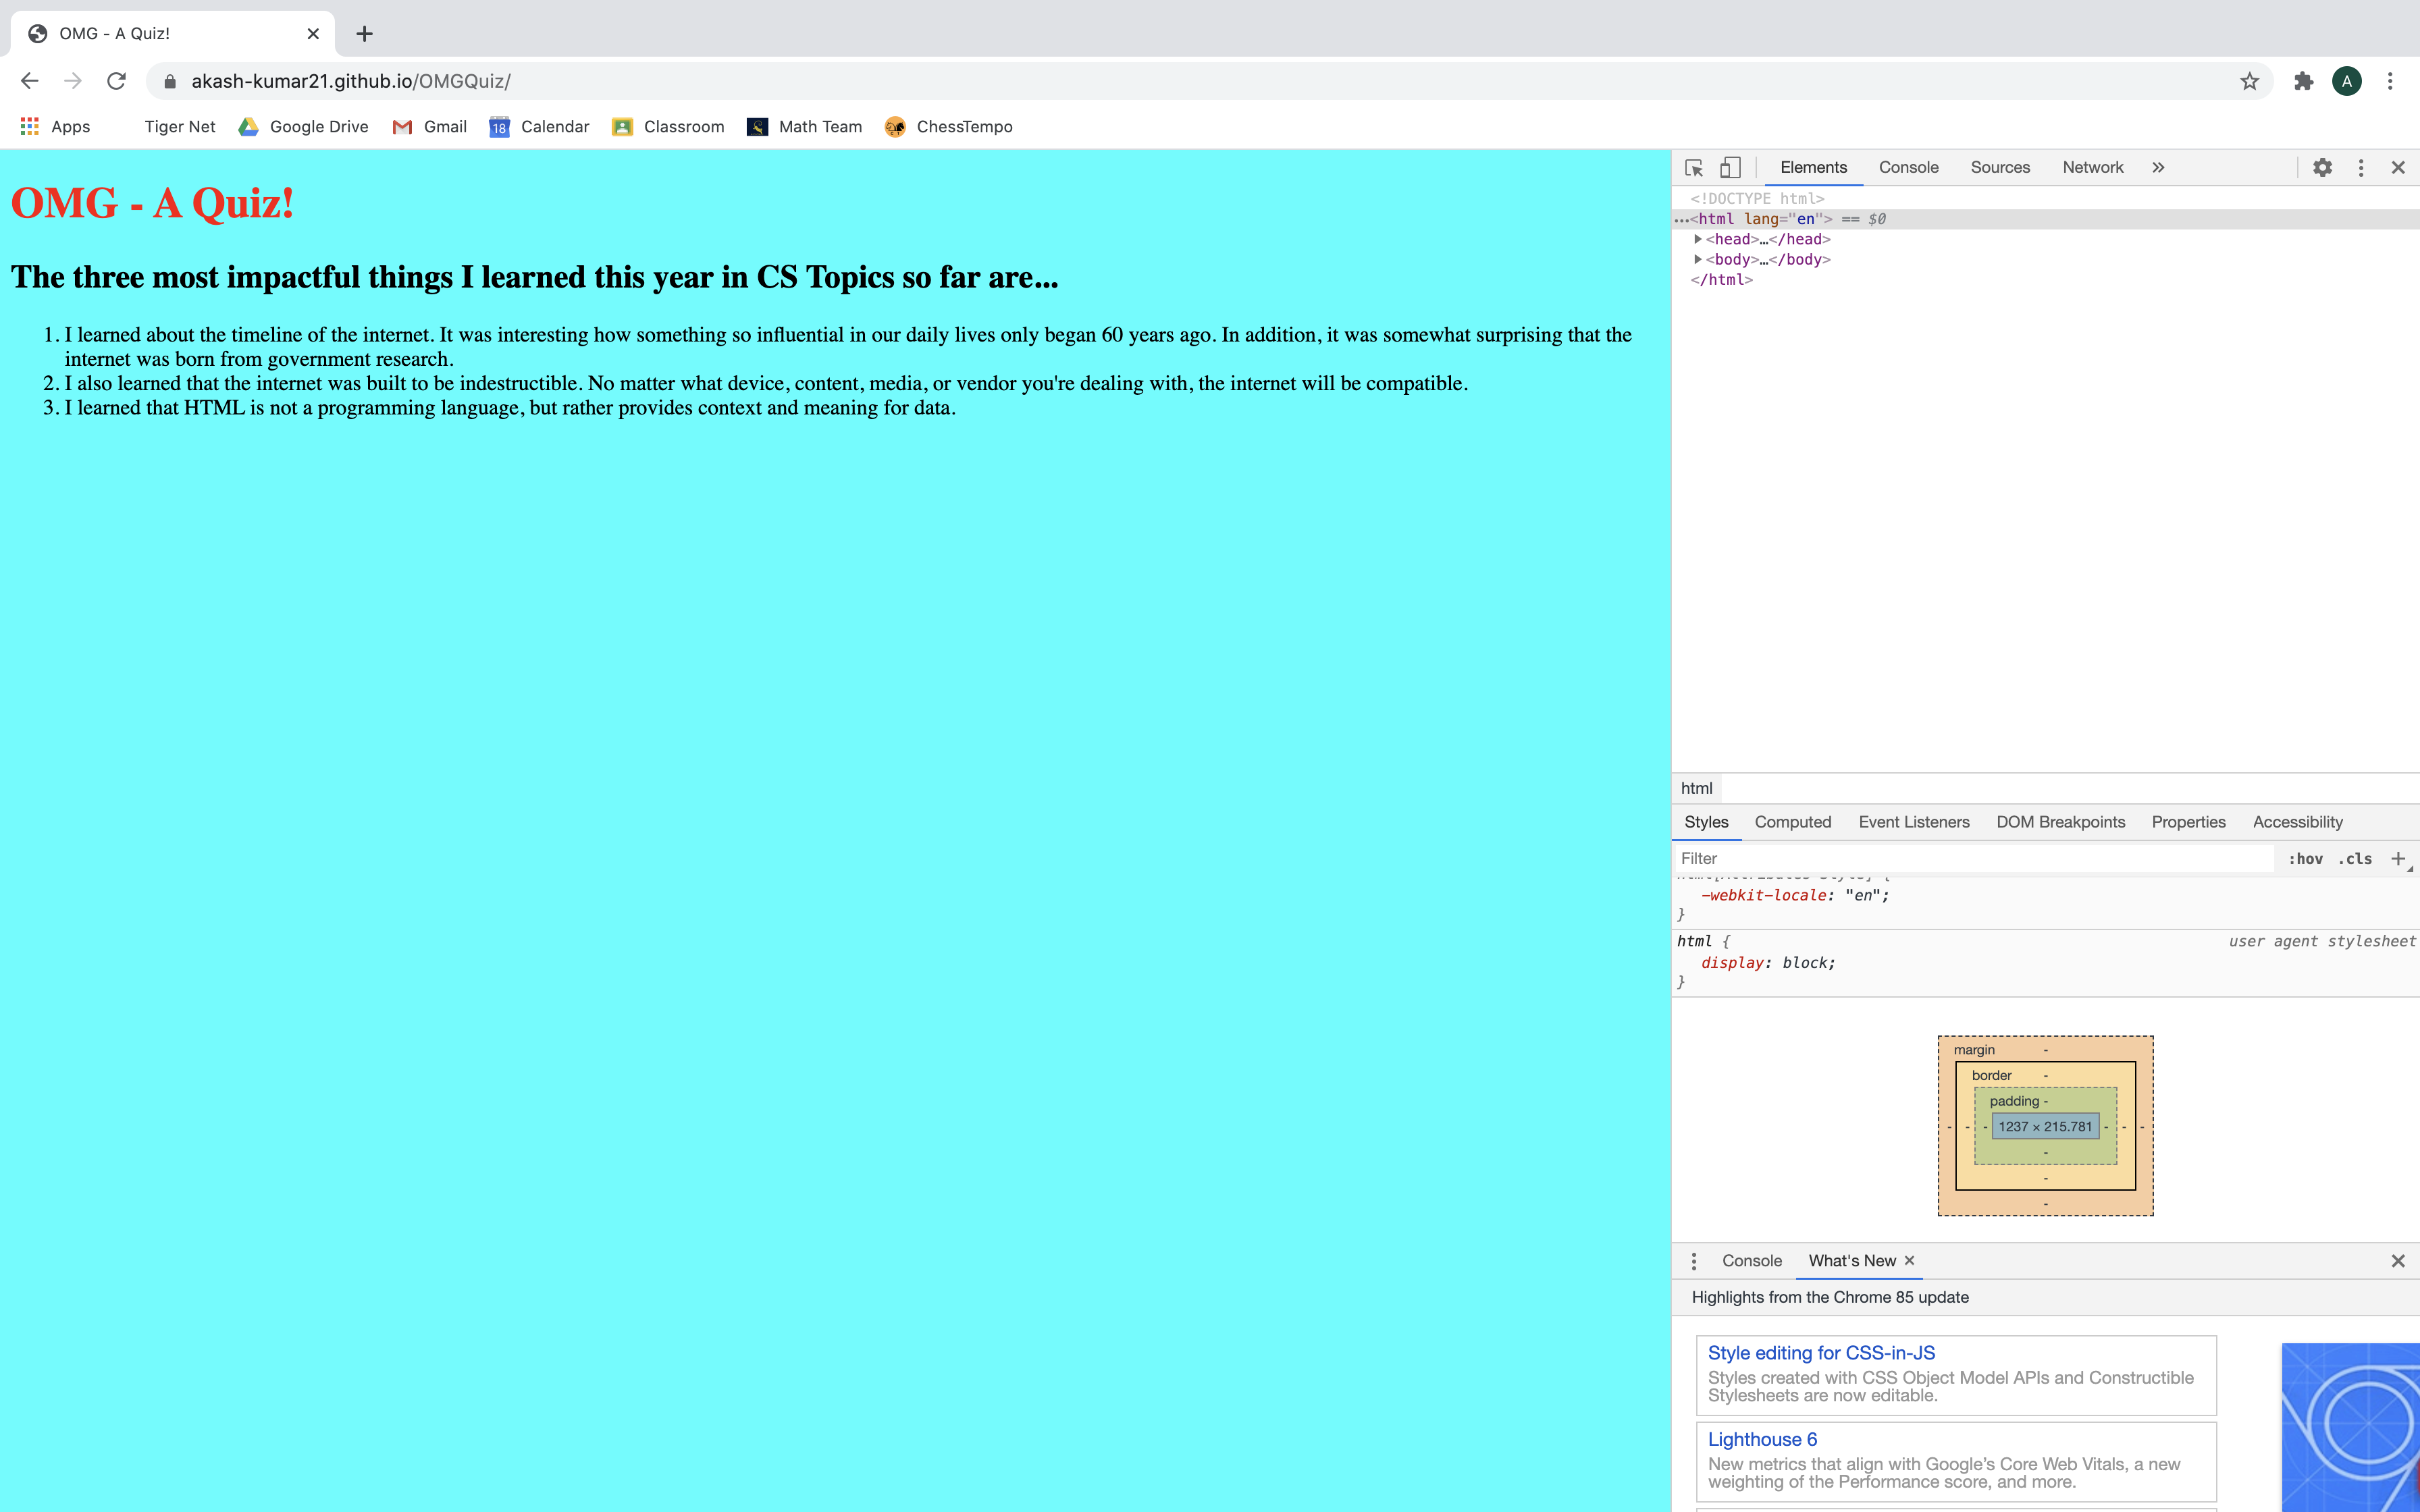 OMG - A Quiz!
akash-kumar21.github.io/OMGQuiz/
A
Apps Tiger Net 18 Google Drive Gmail Calendar Classroom Math Team ChessTempo
OMG - A Quiz!
The three most impactful things I learned this year in CS Topics so far are...
1. I learned about the timeline of the internet. It was interesting how something so influential in our daily lives only began 60 years ago. In addition, it was somewhat surprising that the
internet was born from government research.
2. I also learned that the internet was built to be indestructible. No matter what device, content, media, or vendor you're dealing with, the internet will be compatible.
3. I learned that HTML is not a programming language, but rather provides context and meaning for data.
Elements Console Sources Network »
<!DOCTYPE html>
…<html lang="en"> == $0
<head>…</head>
<body>…</body>
</html>
html
Styles Computed Event Listeners DOM Breakpoints Properties Accessibility
Filter :hov .cls +
-webkit-locale: "en";
}
html { user agent stylesheet
display: block;
}
margin -
border -
padding -
- - - 1237 × 215.781 - - -
-
-
-
Console What's New
Highlights from the Chrome 85 update
Style editing for CSS-in-JS
Styles created with CSS Object Model APIs and Constructible
Stylesheets are now editable.
Lighthouse 6
New metrics that align with Google's Core Web Vitals, a new
weighting of the Performance score, and more.